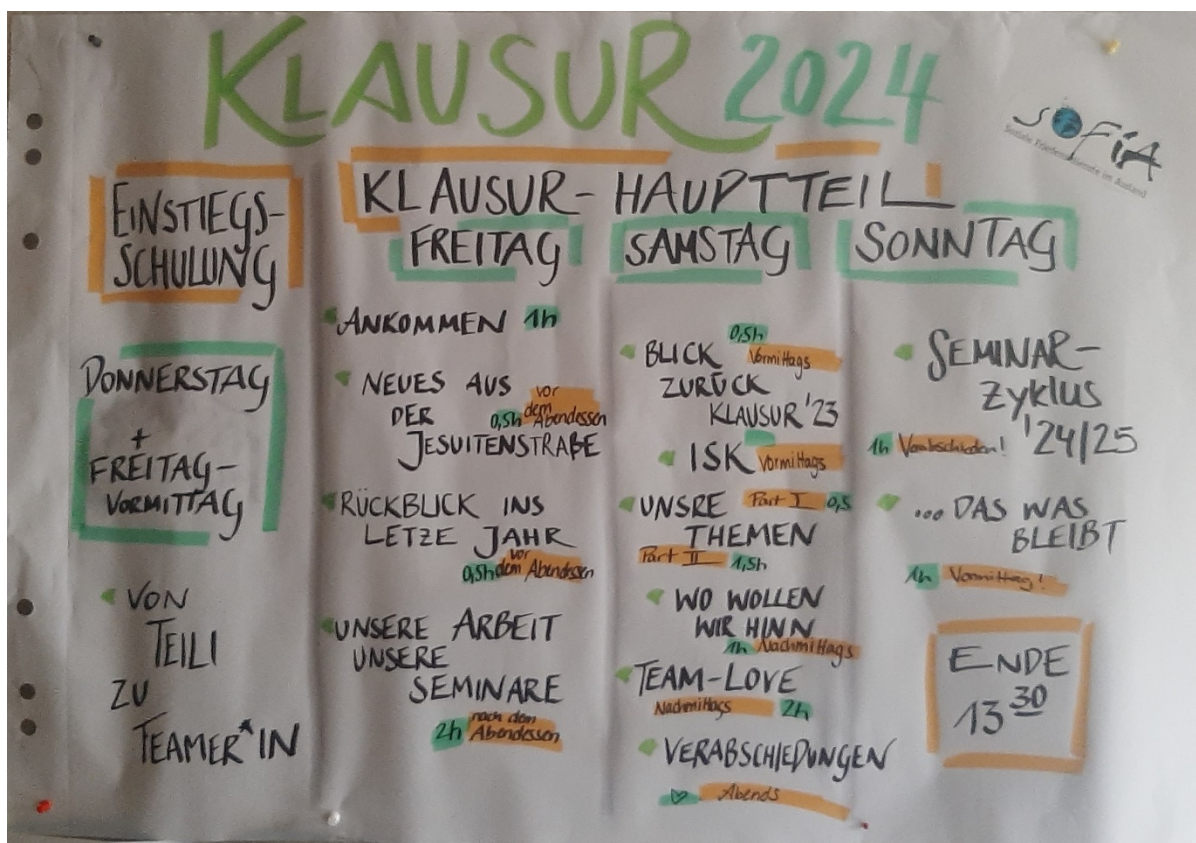 KLAUSUR 2024
SOFIA
Soziale Friedensdienste im Ausland
EINSTIEGS-
SCHULUNG
DONNERSTAG
+
FREITAG-
VORMITTAG
VON
TEILI
ZU
TEAMER*IN
KLAUSUR-HAUPTTEIL
FREITAG
ANKOMMEN 1h
NEUES AUS
DER
JESUITENSTRAßE
0,5h vor
dem Abendessen
RÜCKBLICK INS
LETZE JAHR
0,5h vor
dem Abendessen
UNSERE ARBEIT
UNSERE
SEMINARE
2h nach dem
Abendessen
SAMSTAG
0,5h
BLICK Vormittags
ZURÜCK
KLAUSUR '23
ISK Vormittags
UNSRE Part I 0,5
THEMEN
Part II 1,5h
WO WOLLEN
WIR HINN
1h Nachmittags
TEAM-LOVE
Nachmittags 2h
VERABSCHIEDUNGEN
♡ Abends
SONNTAG
SEMINAR-
ZYKLUS
'24/25
1h
... DAS WAS
BLEIBT
1h Vormittag!
ENDE
13 30